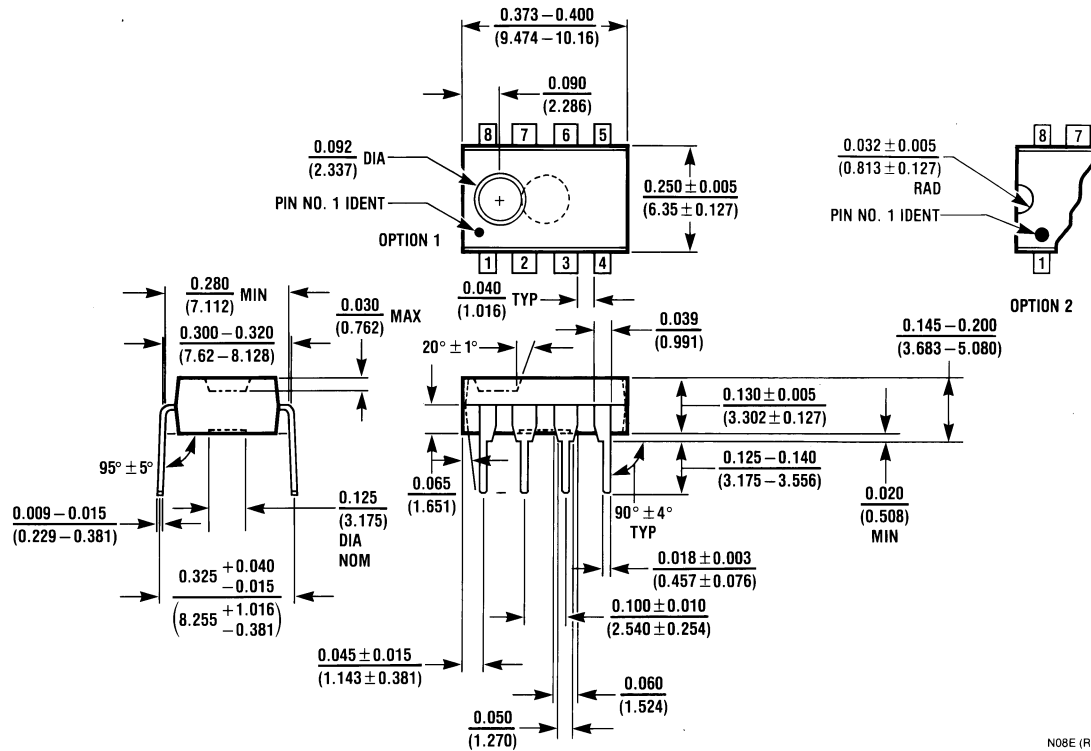 0.373 – 0.400
(9.474 – 10.16)
0.090
(2.286)
8 7 6 5
0.092 DIA
(2.337)
PIN NO. 1 IDENT
OPTION 1
0.250 ± 0.005
(6.35 ± 0.127)
1 2 3 4
0.032 ± 0.005
(0.813 ± 0.127)
RAD
PIN NO. 1 IDENT
8 7
1
OPTION 2
0.280 MIN
(7.112)
0.300 – 0.320
(7.62 – 8.128)
0.030 MAX
(0.762)
0.040 TYP
(1.016)
20° ± 1°
0.039
(0.991)
0.145 – 0.200
(3.683 – 5.080)
0.130 ± 0.005
(3.302 ± 0.127)
0.125 – 0.140
(3.175 – 3.556)
0.020
(0.508)
MIN
95° ± 5°
0.009 – 0.015
(0.229 – 0.381)
0.125
(3.175)
DIA
NOM
0.065
(1.651)
90° ± 4°
TYP
0.018 ± 0.003
(0.457 ± 0.076)
0.325 +0.040 −0.015
(8.255 +1.016 −0.381)
0.100 ± 0.010
(2.540 ± 0.254)
0.045 ± 0.015
(1.143 ± 0.381)
0.060
(1.524)
0.050
(1.270)
N08E (R